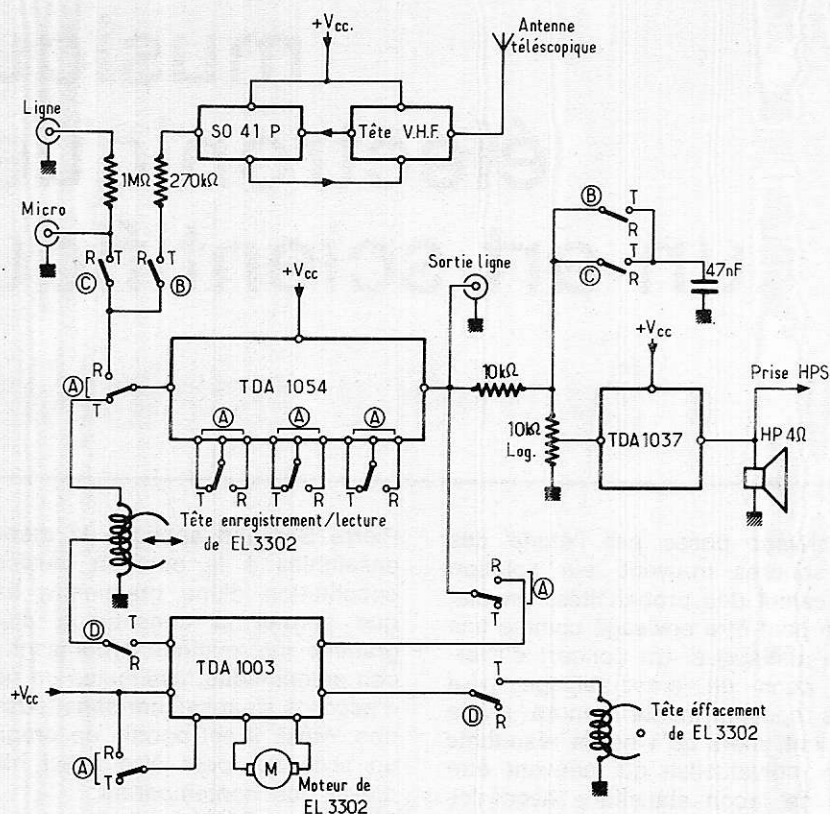 +Vcc.
Antenne
téléscopique
Ligne
SO 41 P
Tête V.H.F.
1MΩ
270kΩ
Micro
R
T
C
R
T
B
B
T
R
C
T
R
47nF
+Vcc
Sortie ligne
R
A
T
TDA 1054
10kΩ
+Vcc
Prise HPS
A
A
A
10kΩ
Log.
TDA1037
HP 4Ω
T
R
T
R
T
R
Tête enregistrement/lecture
de EL 3302
R
A
T
D
T
R
TDA 1003
+Vcc
T
D
R
Tête éffacement
de EL 3302
R
A
T
M
Moteur de
EL 3302